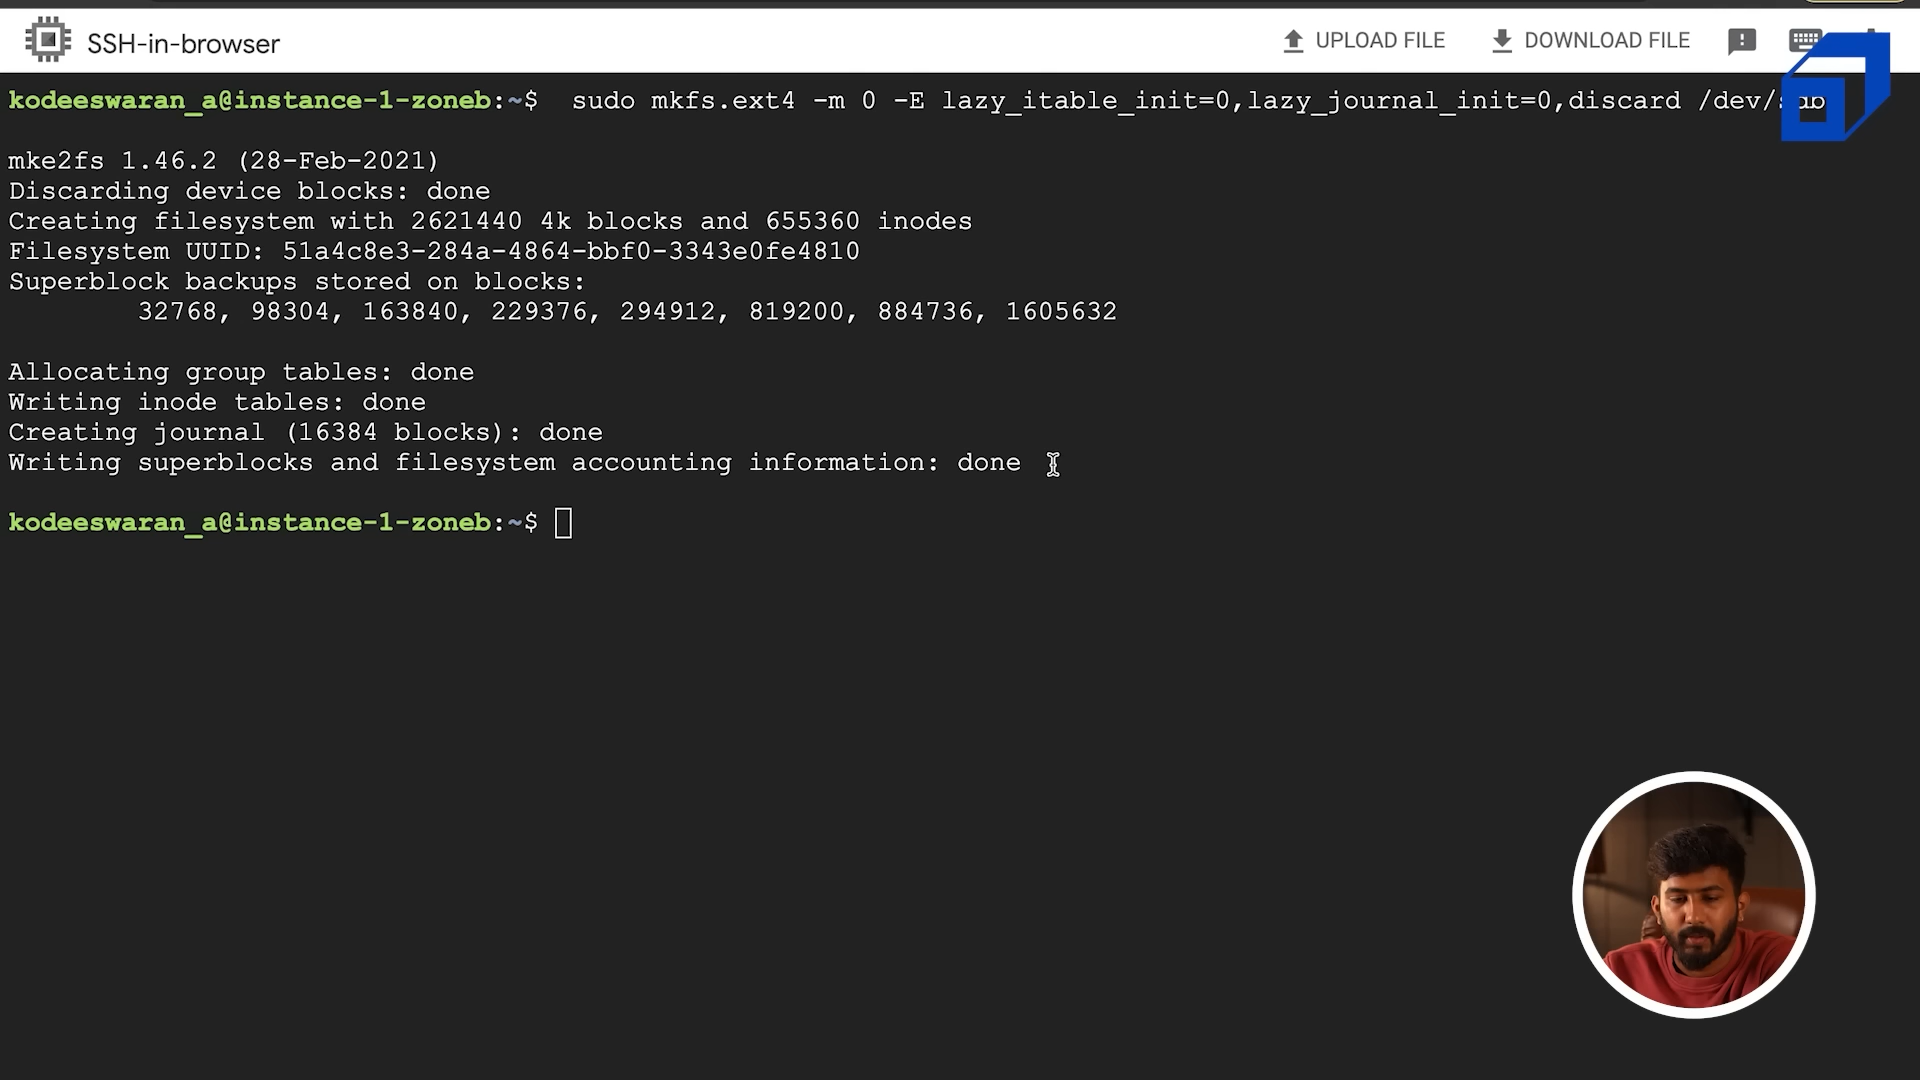 SSH-in-browser
UPLOAD FILE
DOWNLOAD FILE
kodeeswaran_a@instance-1-zoneb:~$  sudo mkfs.ext4 -m 0 -E lazy_itable_init=0,lazy_journal_init=0,discard /dev/sdb
mke2fs 1.46.2 (28-Feb-2021)
Discarding device blocks: done
Creating filesystem with 2621440 4k blocks and 655360 inodes
Filesystem UUID: 51a4c8e3-284a-4864-bbf0-3343e0fe4810
Superblock backups stored on blocks:
32768, 98304, 163840, 229376, 294912, 819200, 884736, 1605632
Allocating group tables: done
Writing inode tables: done
Creating journal (16384 blocks): done
Writing superblocks and filesystem accounting information: done
kodeeswaran_a@instance-1-zoneb:~$